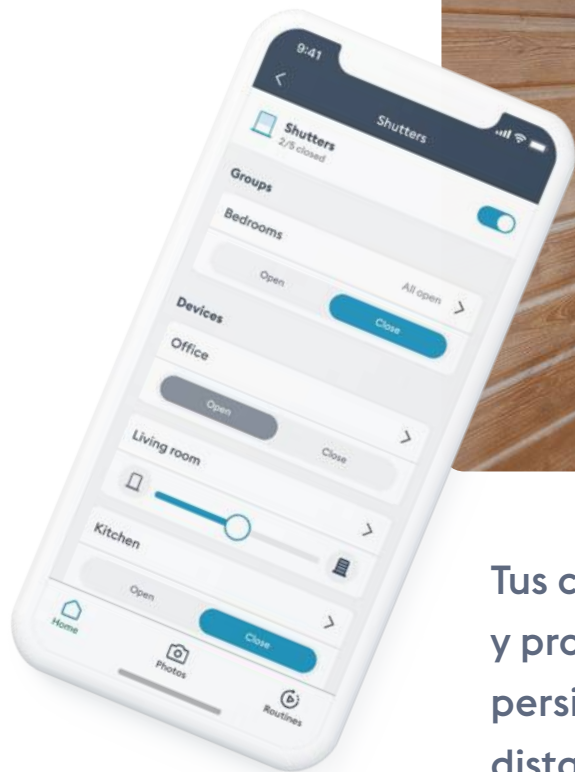 9:41
Shutters
Shutters
2/5 closed
Groups
Bedrooms
All open
Open
Close
Devices
Office
Open
Close
Living room
Kitchen
Open
Close
Home
Photos
Routines
Tus c
y pro
persi
dista